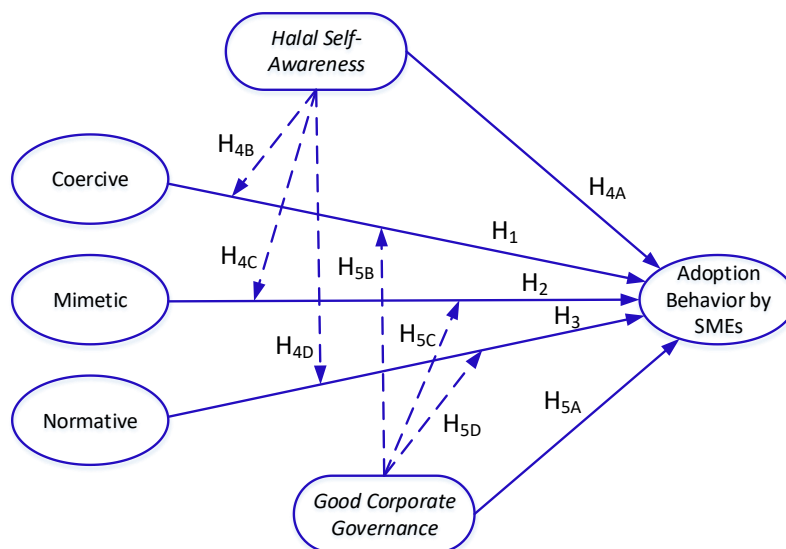 Halal Self-
Awareness
H4B
Coercive
H4A
H1
H4C
H5B
Mimetic
H2
Adoption
Behavior by
SMEs
H3
H5C
H4D
Normative
H5D
H5A
Good Corporate
Governance